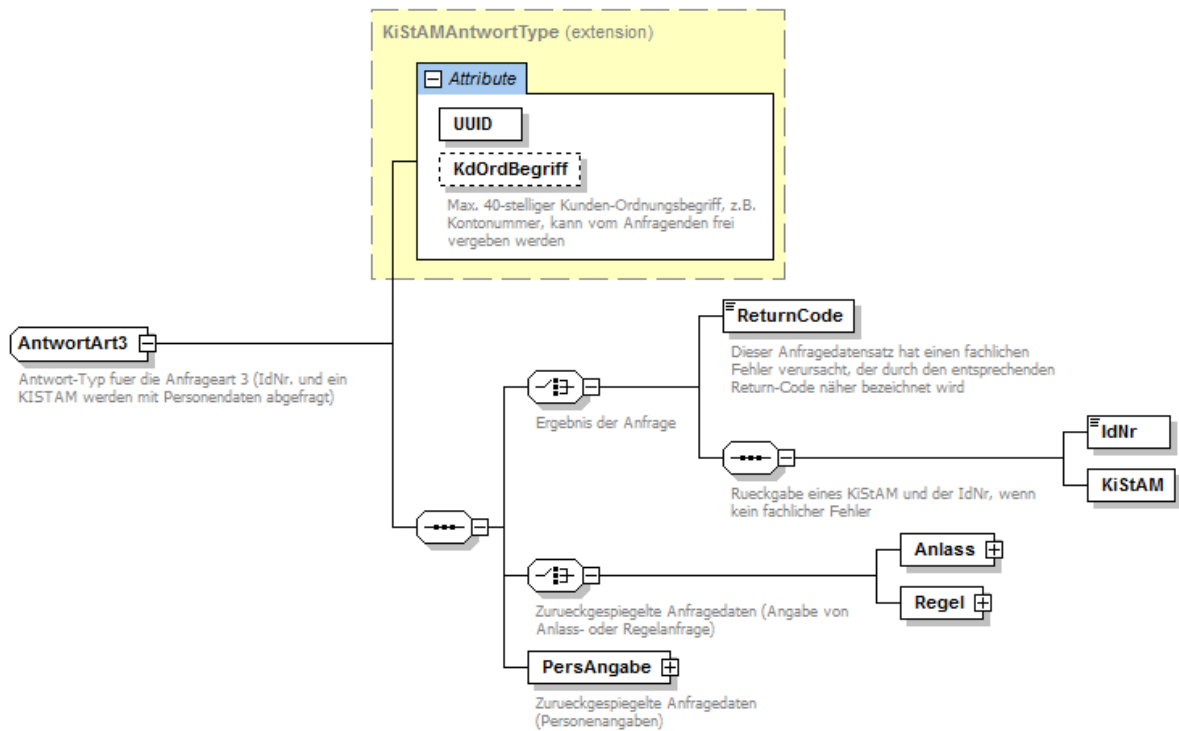 KiStAMAntwortType (extension)
Attribute
UUID
KdOrdBegriff
Max. 40-stelliger Kunden-Ordnungsbegriff, z.B.
Kontonummer, kann vom Anfragenden frei
vergeben werden
AntwortArt3
Antwort-Typ fuer die Anfrageart 3 (IdNr. und ein
KISTAM werden mit Personendaten abgefragt)
ReturnCode
Dieser Anfragedatensatz hat einen fachlichen
Fehler verursacht, der durch den entsprechenden
Return-Code näher bezeichnet wird
Ergebnis der Anfrage
IdNr
KiStAM
Rueckgabe eines KiStAM und der IdNr, wenn
kein fachlicher Fehler
Anlass
Regel
Zurueckgespiegelte Anfragedaten (Angabe von
Anlass- oder Regelanfrage)
PersAngabe
Zurueckgespiegelte Anfragedaten
(Personenangaben)